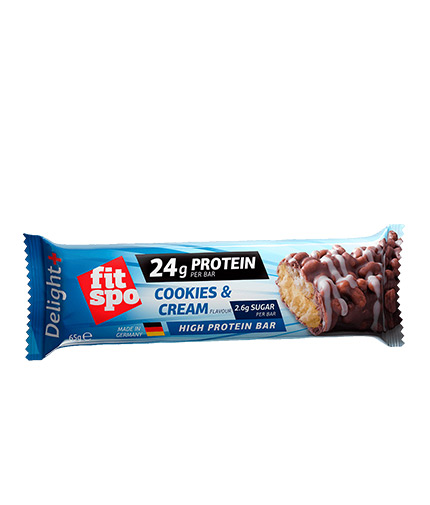 Delight+
fit
spo
24g PROTEIN
PER BAR
COOKIES &
CREAM FLAVOUR
2.6g SUGAR
PER BAR
HIGH PROTEIN BAR
MADE IN
GERMANY
65g℮